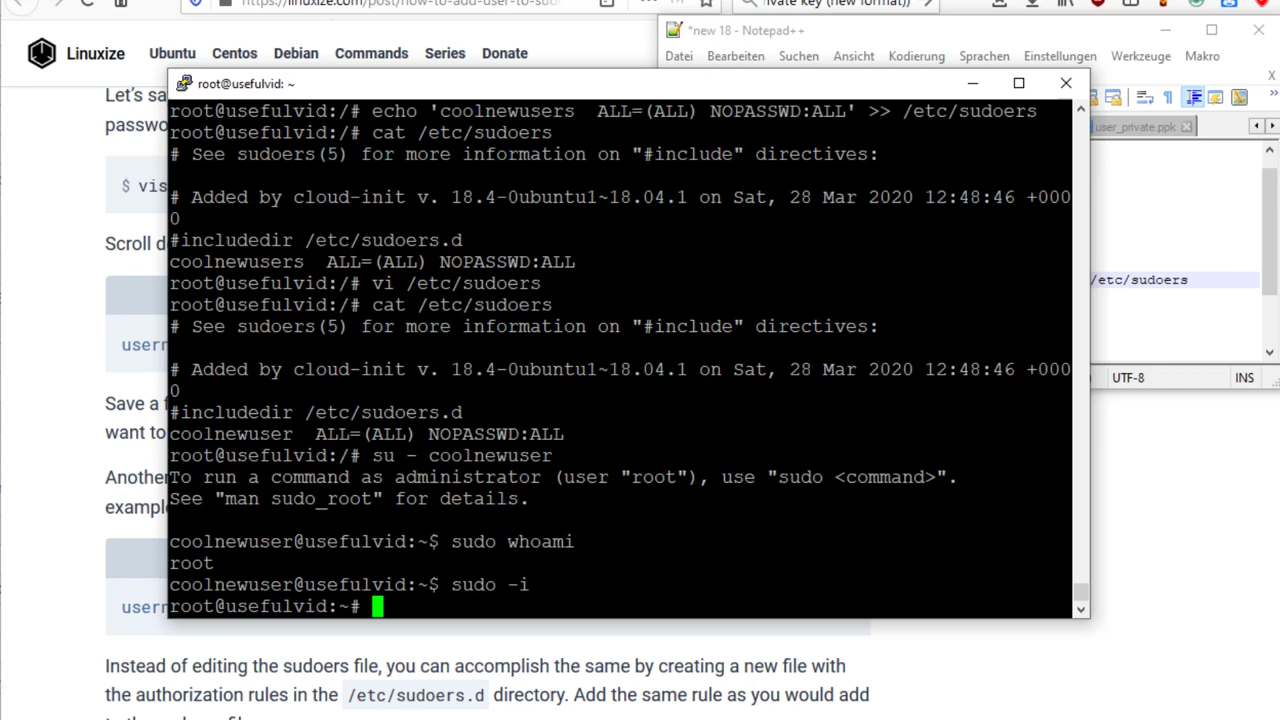 https://linuxize.com/post/how-to-add-user-to-sudo
ivate key (new format))
Linuxize
Ubuntu
Centos
Debian
Commands
Series
Donate
*new 18 - Notepad++
Datei
Bearbeiten
Suchen
Ansicht
Kodierung
Sprachen
Einstellungen
Werkzeuge
Makro
X
user_private.ppk
/etc/sudoers
UTF-8
INS
Let's sa
passwo
$ vis
Scroll d
usern
Save a f
want to
Anothe
example
usern
root@usefulvid: ~
root@usefulvid:/# echo 'coolnewusers  ALL=(ALL) NOPASSWD:ALL' >> /etc/sudoers
root@usefulvid:/# cat /etc/sudoers
# See sudoers(5) for more information on "#include" directives:
# Added by cloud-init v. 18.4-0ubuntu1~18.04.1 on Sat, 28 Mar 2020 12:48:46 +000
0
#includedir /etc/sudoers.d
coolnewusers  ALL=(ALL) NOPASSWD:ALL
root@usefulvid:/# vi /etc/sudoers
root@usefulvid:/# cat /etc/sudoers
# See sudoers(5) for more information on "#include" directives:
# Added by cloud-init v. 18.4-0ubuntu1~18.04.1 on Sat, 28 Mar 2020 12:48:46 +000
0
#includedir /etc/sudoers.d
coolnewuser  ALL=(ALL) NOPASSWD:ALL
root@usefulvid:/# su - coolnewuser
To run a command as administrator (user "root"), use "sudo <command>".
See "man sudo_root" for details.
coolnewuser@usefulvid:~$ sudo whoami
root
coolnewuser@usefulvid:~$ sudo -i
root@usefulvid:~#
Instead of editing the sudoers file, you can accomplish the same by creating a new file with
the authorization rules in the /etc/sudoers.d directory. Add the same rule as you would add